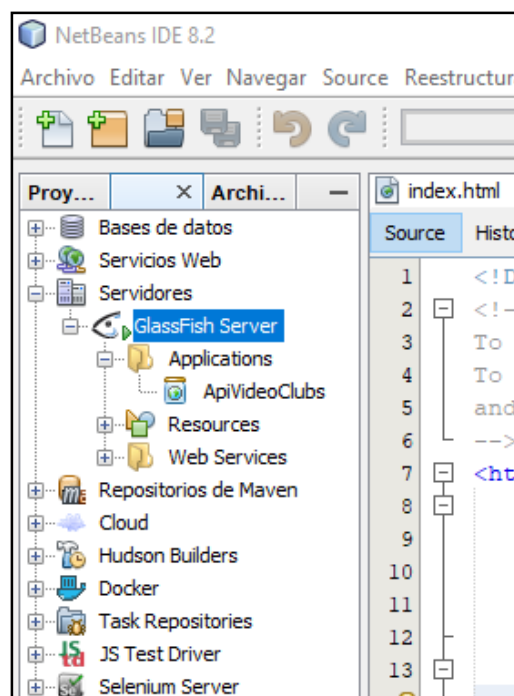 NetBeans IDE 8.2
Archivo Editar Ver Navegar Source Reestructur
Proy... × Archi... –
index.html
Source Histo
Bases de datos
Servicios Web
Servidores
GlassFish Server
Applications
ApiVideoClubs
Resources
Web Services
Repositorios de Maven
Cloud
Hudson Builders
Docker
Task Repositories
JS Test Driver
Selenium Server
1 <!D
2 <!-
3 To
4 To
5 and
6 -->
7 <ht
8
9
10
11
12
13